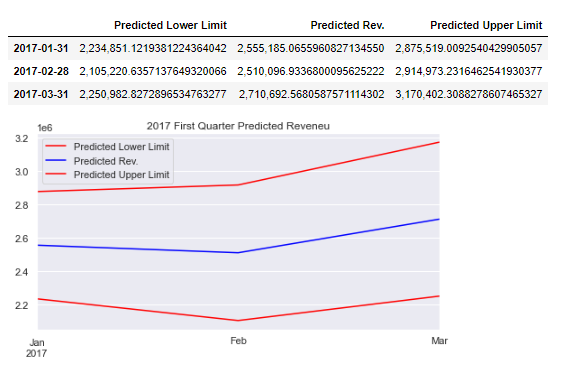 Predicted Lower Limit Predicted Rev. Predicted Upper Limit
2017-01-31 2,234,851.1219381224364042 2,555,185.0655960827134550 2,875,519.0092540429905057
2017-02-28 2,105,220.6357137649320066 2,510,096.9336800095625222 2,914,973.2316462541930377
2017-03-31 2,250,982.8272896534763277 2,710,692.5680587571114302 3,170,402.3088278607465327
1e6 2017 First Quarter Predicted Reveneu
3.2
Predicted Lower Limit
Predicted Rev.
Predicted Upper Limit
3.0
2.8
2.6
2.4
2.2
Jan Feb Mar
2017